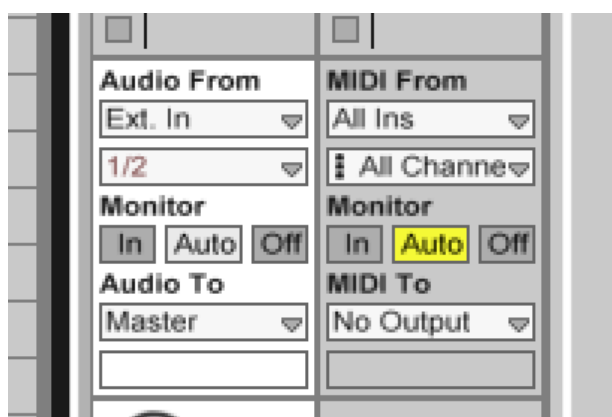 Audio From
Ext. In
1/2
Monitor
In Auto Off
Audio To
Master
MIDI From
All Ins
All Channe
Monitor
In Auto Off
MIDI To
No Output